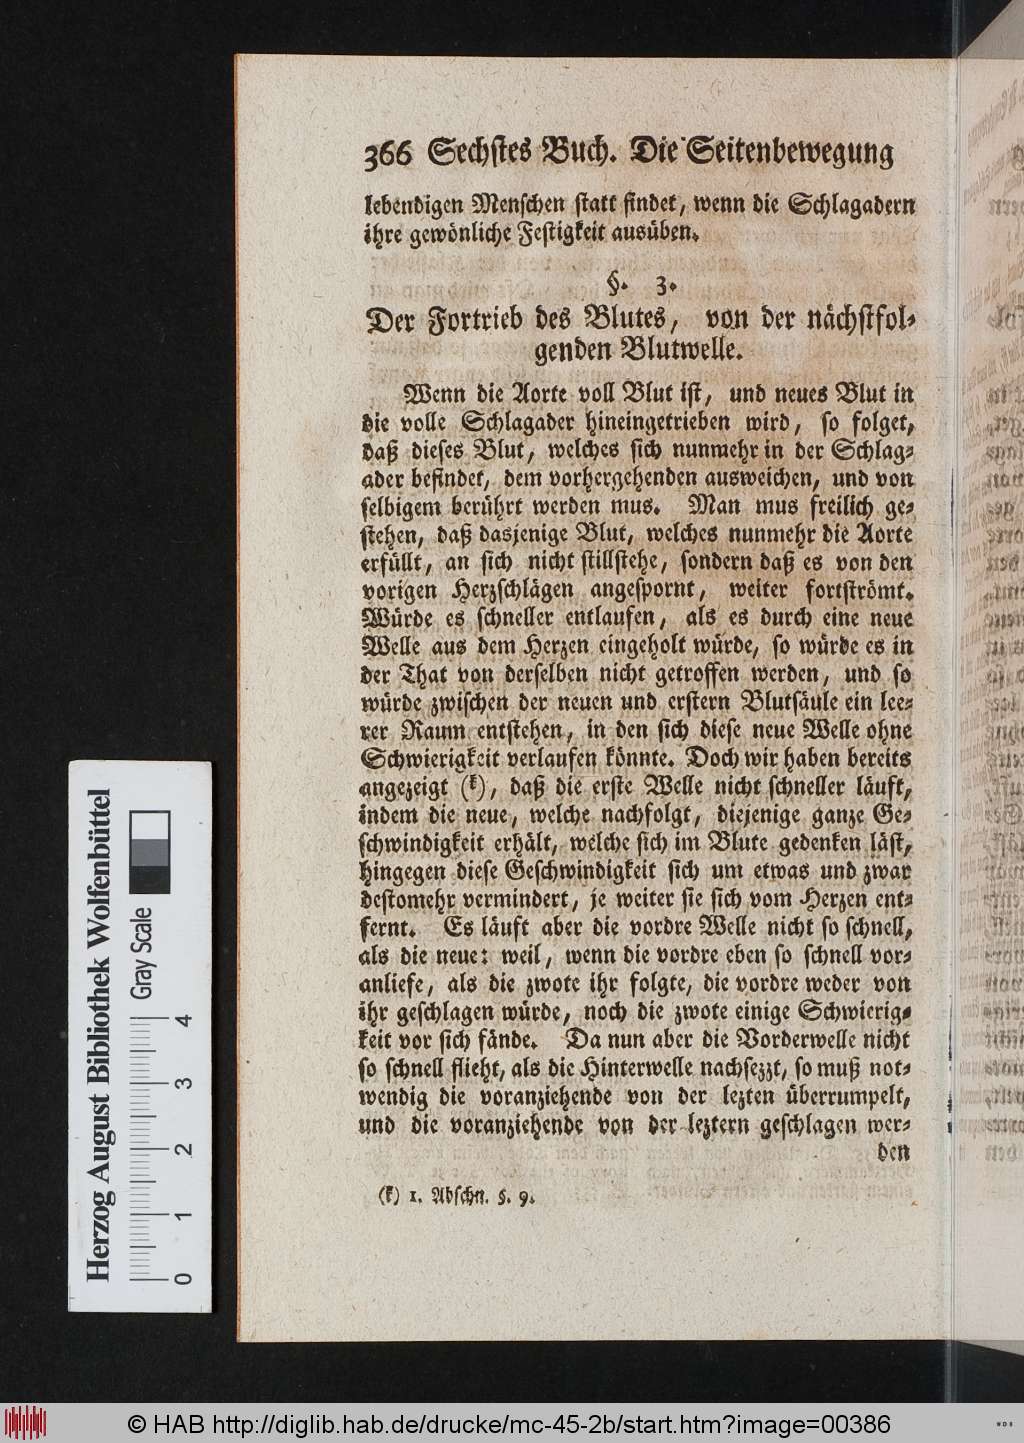 366 Sechstes Buch. Die Seitenbewegung
lebendigen Menschen statt findet, wenn die Schlagadern
ihre gewönliche Festigkeit ausüben.
§. 3.
Der Fortrieb des Blutes, von der nächstfol-
genden Blutwelle.
Wenn die Aorte voll Blut ist, und neues Blut in
die volle Schlagader hineingetrieben wird, so folget,
daß dieses Blut, welches sich nunmehr in der Schlag-
ader befindet, dem vorhergehenden ausweichen, und von
selbigem berührt werden mus. Man mus freilich ge-
stehen, daß dasjenige Blut, welches nunmehr die Aorte
erfüllt, an sich nicht stillstehe, sondern daß es von den
vorigen Herzschlägen angespornt, weiter fortströmt.
Würde es schneller entlaufen, als es durch eine neue
Welle aus dem Herzen eingeholt würde, so würde es in
der That von derselben nicht getroffen werden, und so
würde zwischen der neuen und erstern Blutsäule ein lee-
rer Raum entstehen, in den sich diese neue Welle ohne
Schwierigkeit verlaufen könnte. Doch wir haben bereits
angezeigt (k), daß die erste Welle nicht schneller läuft,
indem die neue, welche nachfolgt, diejenige ganze Ge-
schwindigkeit erhält, welche sich im Blute gedenken läst,
hingegen diese Geschwindigkeit sich um etwas und zwar
destomehr vermindert, je weiter sie sich vom Herzen ent-
fernt. Es läuft aber die vordre Welle nicht so schnell,
als die neue: weil, wenn die vordre eben so schnell vor-
anliefe, als die zwote ihr folgte, die vordre weder von
ihr geschlagen würde, noch die zwote einige Schwierig-
keit vor sich fände. Da nun aber die Vorderwelle nicht
so schnell flieht, als die Hinterwelle nachsezzt, so muß not-
wendig die voranziehende von der lezten überrumpelt,
und die voranziehende von der leztern geschlagen wer-
den
(k) 1. Abschn. §. 9.
Herzog August Bibliothek Wolfenbüttel
Gray Scale
0 1 2 3 4
© HAB http://diglib.hab.de/drucke/mc-45-2b/start.htm?image=00386